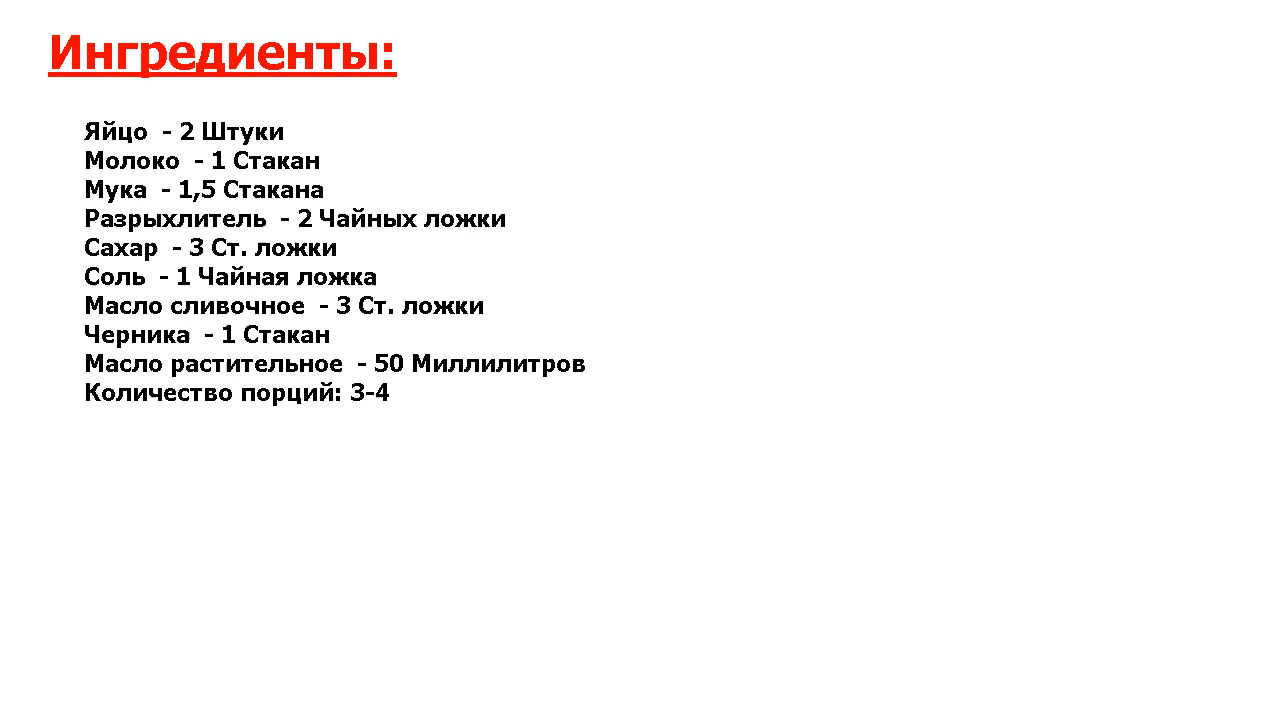 Ингредиенты:
Яйцо  - 2 Штуки
Молоко  - 1 Стакан
Мука  - 1,5 Стакана
Разрыхлитель  - 2 Чайных ложки
Сахар  - 3 Ст. ложки
Соль  - 1 Чайная ложка
Масло сливочное  - 3 Ст. ложки
Черника  - 1 Стакан
Масло растительное  - 50 Миллилитров
Количество порций: 3-4